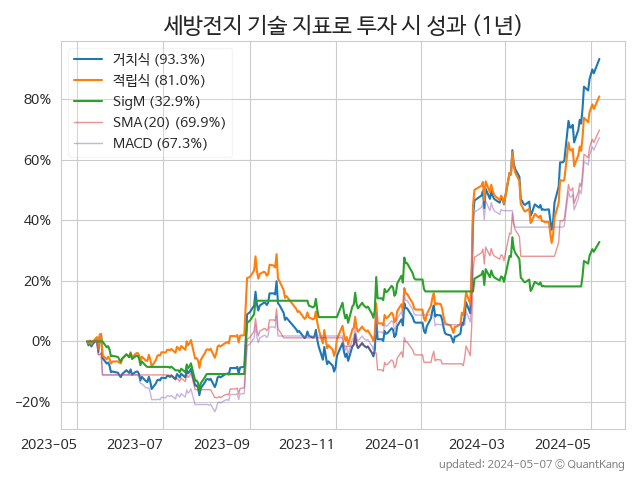 세방전지 기술 지표로 투자 시 성과 (1년)
거치식 (93.3%)
적립식 (81.0%)
SigM (32.9%)
SMA(20) (69.9%)
MACD (67.3%)
80%
60%
40%
20%
0%
−20%
2023−05 2023−07 2023−09 2023−11 2024−01 2024−03 2024−05
updated: 2024−05−07 © QuantKang